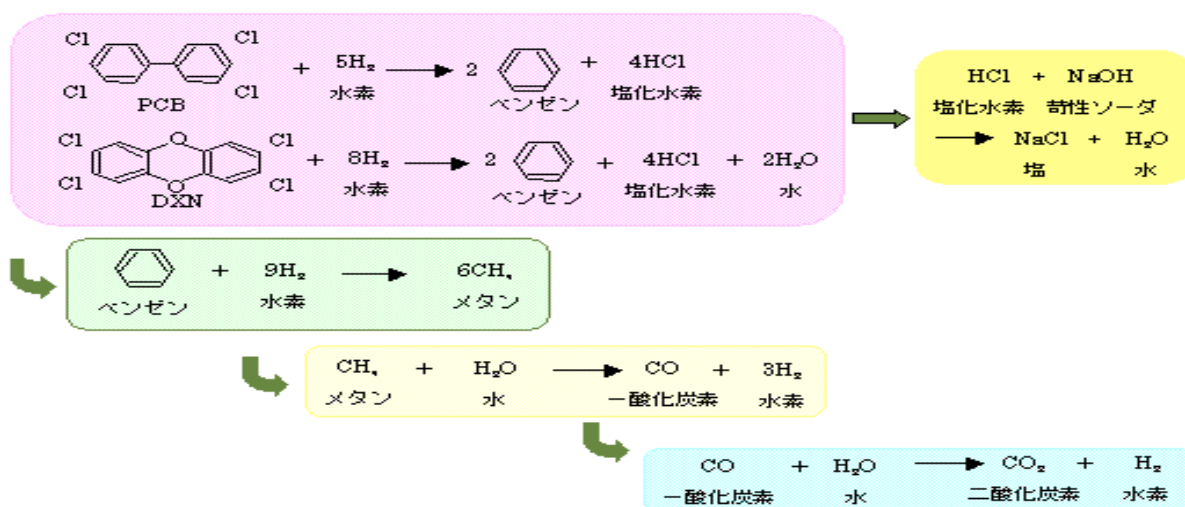 Cl Cl
+ 5H₂ → 2 + 4HCl
Cl Cl
水素 ベンゼン 塩化水素
PCB
Cl O Cl
+ 8H₂ → 2 + 4HCl + 2H₂O
Cl O Cl
水素 ベンゼン 塩化水素 水
DXN
HCl + NaOH
塩化水素 苛性ソーダ
→ NaCl + H₂O
塩 水
+ 9H₂ → 6CH₄
ベンゼン 水素 メタン
CH₄ + H₂O → CO + 3H₂
メタン 水 一酸化炭素 水素
CO + H₂O → CO₂ + H₂
一酸化炭素 水 二酸化炭素 水素